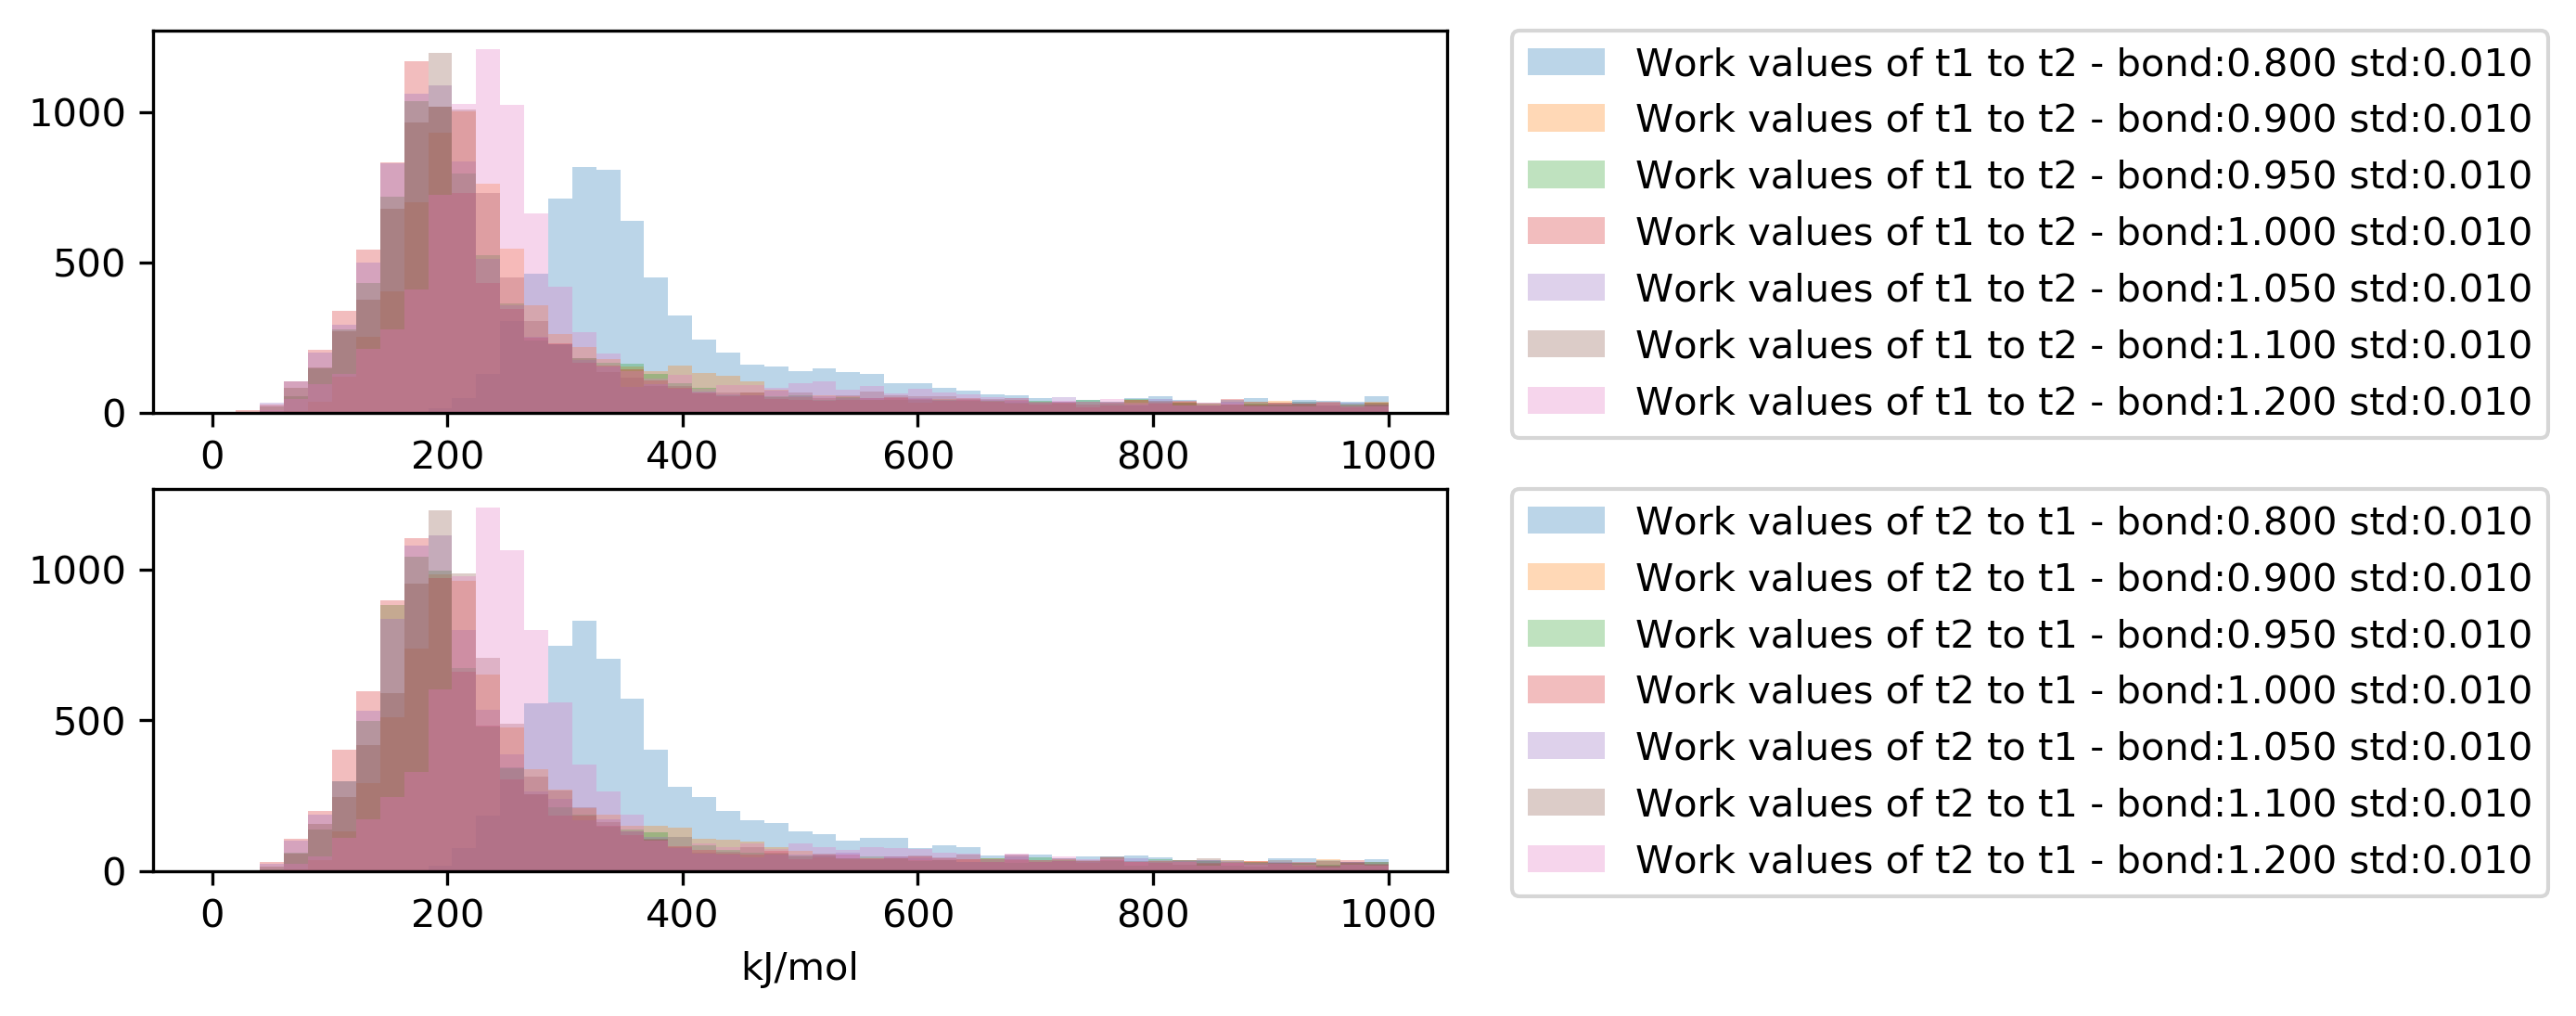 1000
500
0
0 200 400 600 800 1000
Work values of t1 to t2 - bond:0.800 std:0.010
Work values of t1 to t2 - bond:0.900 std:0.010
Work values of t1 to t2 - bond:0.950 std:0.010
Work values of t1 to t2 - bond:1.000 std:0.010
Work values of t1 to t2 - bond:1.050 std:0.010
Work values of t1 to t2 - bond:1.100 std:0.010
Work values of t1 to t2 - bond:1.200 std:0.010
1000
500
0
0 200 400 600 800 1000
kJ/mol
Work values of t2 to t1 - bond:0.800 std:0.010
Work values of t2 to t1 - bond:0.900 std:0.010
Work values of t2 to t1 - bond:0.950 std:0.010
Work values of t2 to t1 - bond:1.000 std:0.010
Work values of t2 to t1 - bond:1.050 std:0.010
Work values of t2 to t1 - bond:1.100 std:0.010
Work values of t2 to t1 - bond:1.200 std:0.010